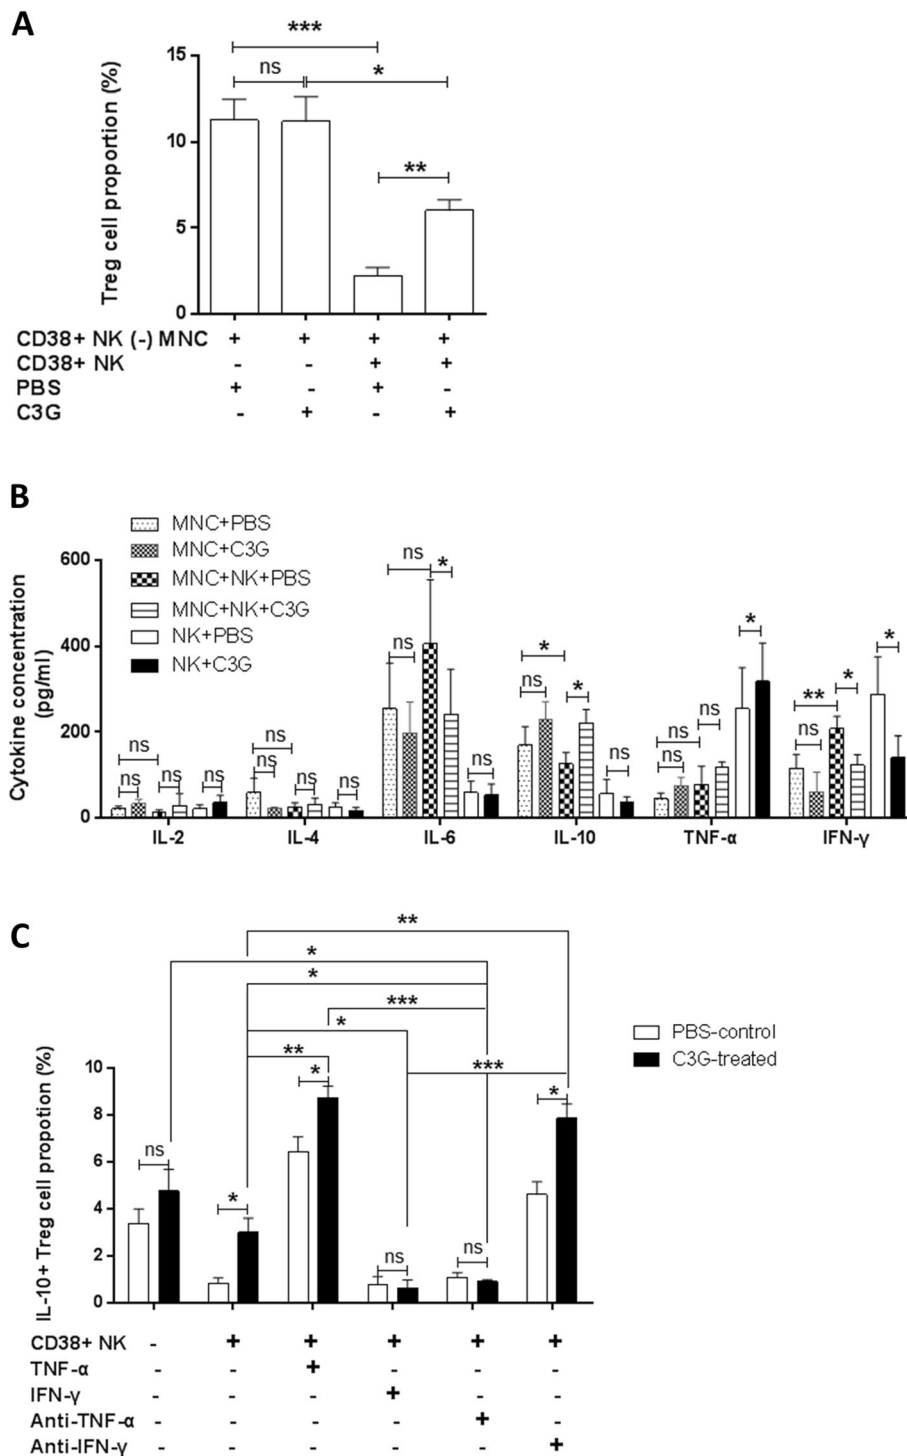 A
***
ns
*
**
15
10
5
0
Treg cell proportion (%)
CD38+ NK (-) MNC + + + +
CD38+ NK - - + +
PBS + - + -
C3G - + - +
B
MNC+PBS
MNC+C3G
MNC+NK+PBS
MNC+NK+C3G
NK+PBS
NK+C3G
Cytokine concentration
(pg/ml)
600
400
200
0
ns ns ns ns
ns ns ns ns
ns * ns ns
* ns * ns
ns ns ns *
** ns * *
IL-2 IL-4 IL-6 IL-10 TNF-α IFN-γ
C
**
*
*
***
*
** ***
PBS-control
C3G-treated
IL-10+ Treg cell propotion (%)
10
8
6
4
2
0
ns * * ns ns *
CD38+ NK - + + + + +
TNF-α - - + - - -
IFN-γ - - - + - -
Anti-TNF-α - - - - + -
Anti-IFN-γ - - - - - +